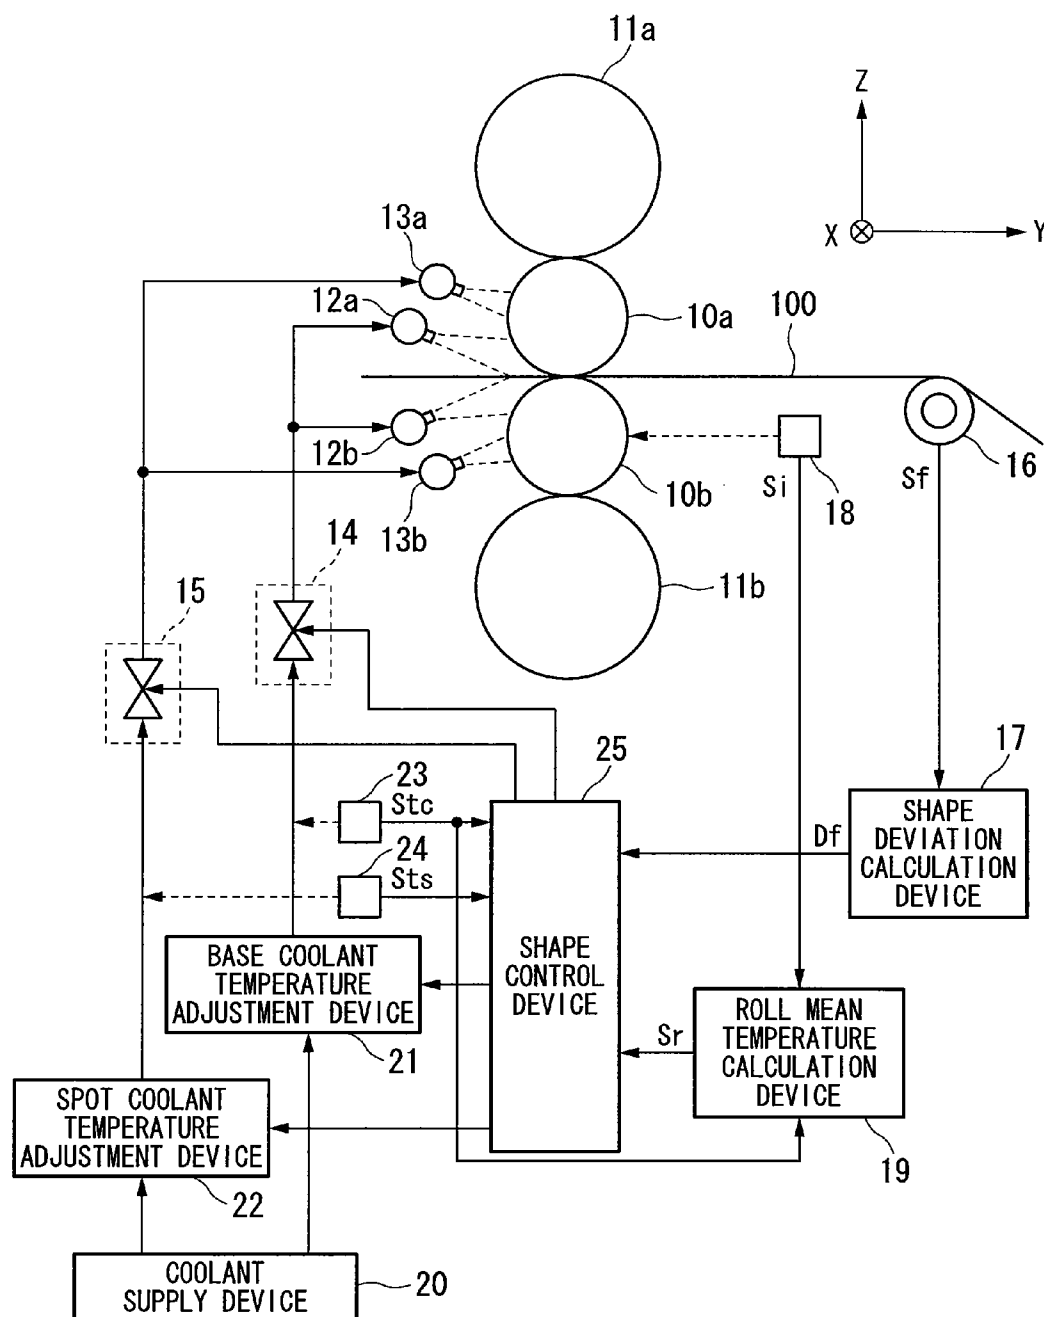 11a
Z
13a
X
Y
12a
10a
100
12b
Si
Sf
16
18
10b
13b
14
11b
15
25
17
23
Stc
SHAPE
DEVIATION
CALCULATION
DEVICE
Df
24
Sts
BASE COOLANT
TEMPERATURE
ADJUSTMENT DEVICE
SHAPE
CONTROL
DEVICE
ROLL MEAN
TEMPERATURE
CALCULATION
DEVICE
Sr
21
SPOT COOLANT
TEMPERATURE
ADJUSTMENT DEVICE
19
22
COOLANT
SUPPLY DEVICE
20